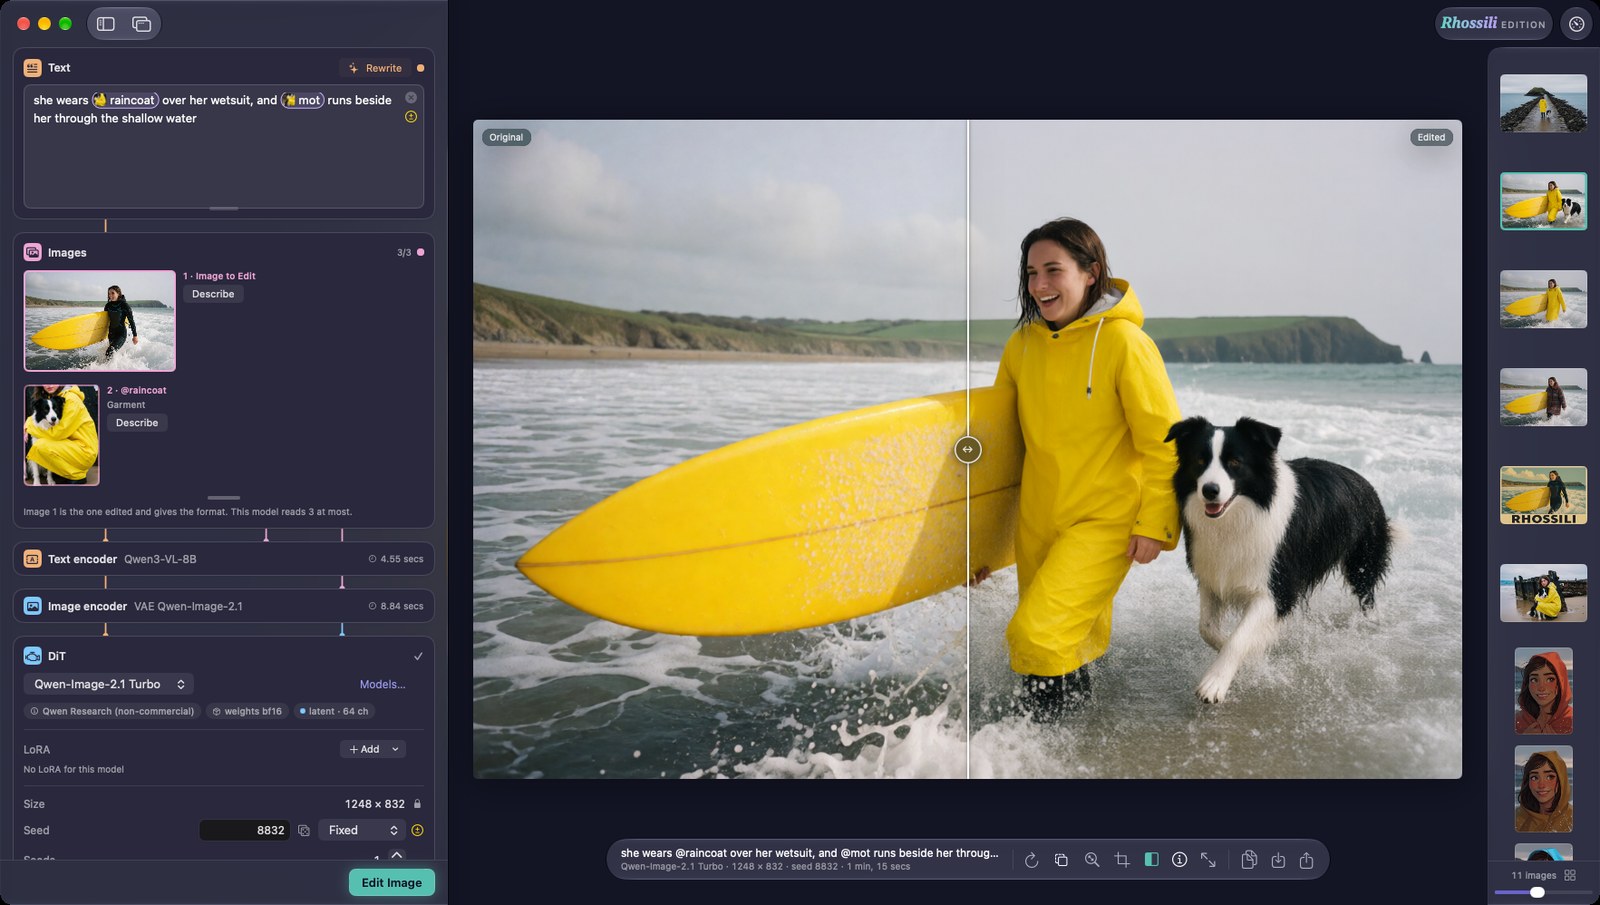 Rhossili EDITION
Text
Rewrite
she wears raincoat over her wetsuit, and mot runs beside
her through the shallow water
Images
3/3
1 · Image to Edit
Describe
2 · @raincoat
Garment
Describe
Image 1 is the one edited and gives the format. This model reads 3 at most.
Text encoder Qwen3-VL-8B
4.55 secs
Image encoder VAE Qwen-Image-2.1
8.84 secs
DiT
Qwen-Image-2.1 Turbo
Models...
Qwen Research (non-commercial)
weights bf16
latent · 64 ch
LoRA
+ Add
No LoRA for this model
Size
1248 × 832
Seed
8832
Fixed
Edit Image
Original
Edited
she wears @raincoat over her wetsuit, and @mot runs beside her throug...
Qwen-Image-2.1 Turbo · 1248 × 832 · seed 8832 · 1 min, 15 secs
RHOSSILI
11 images